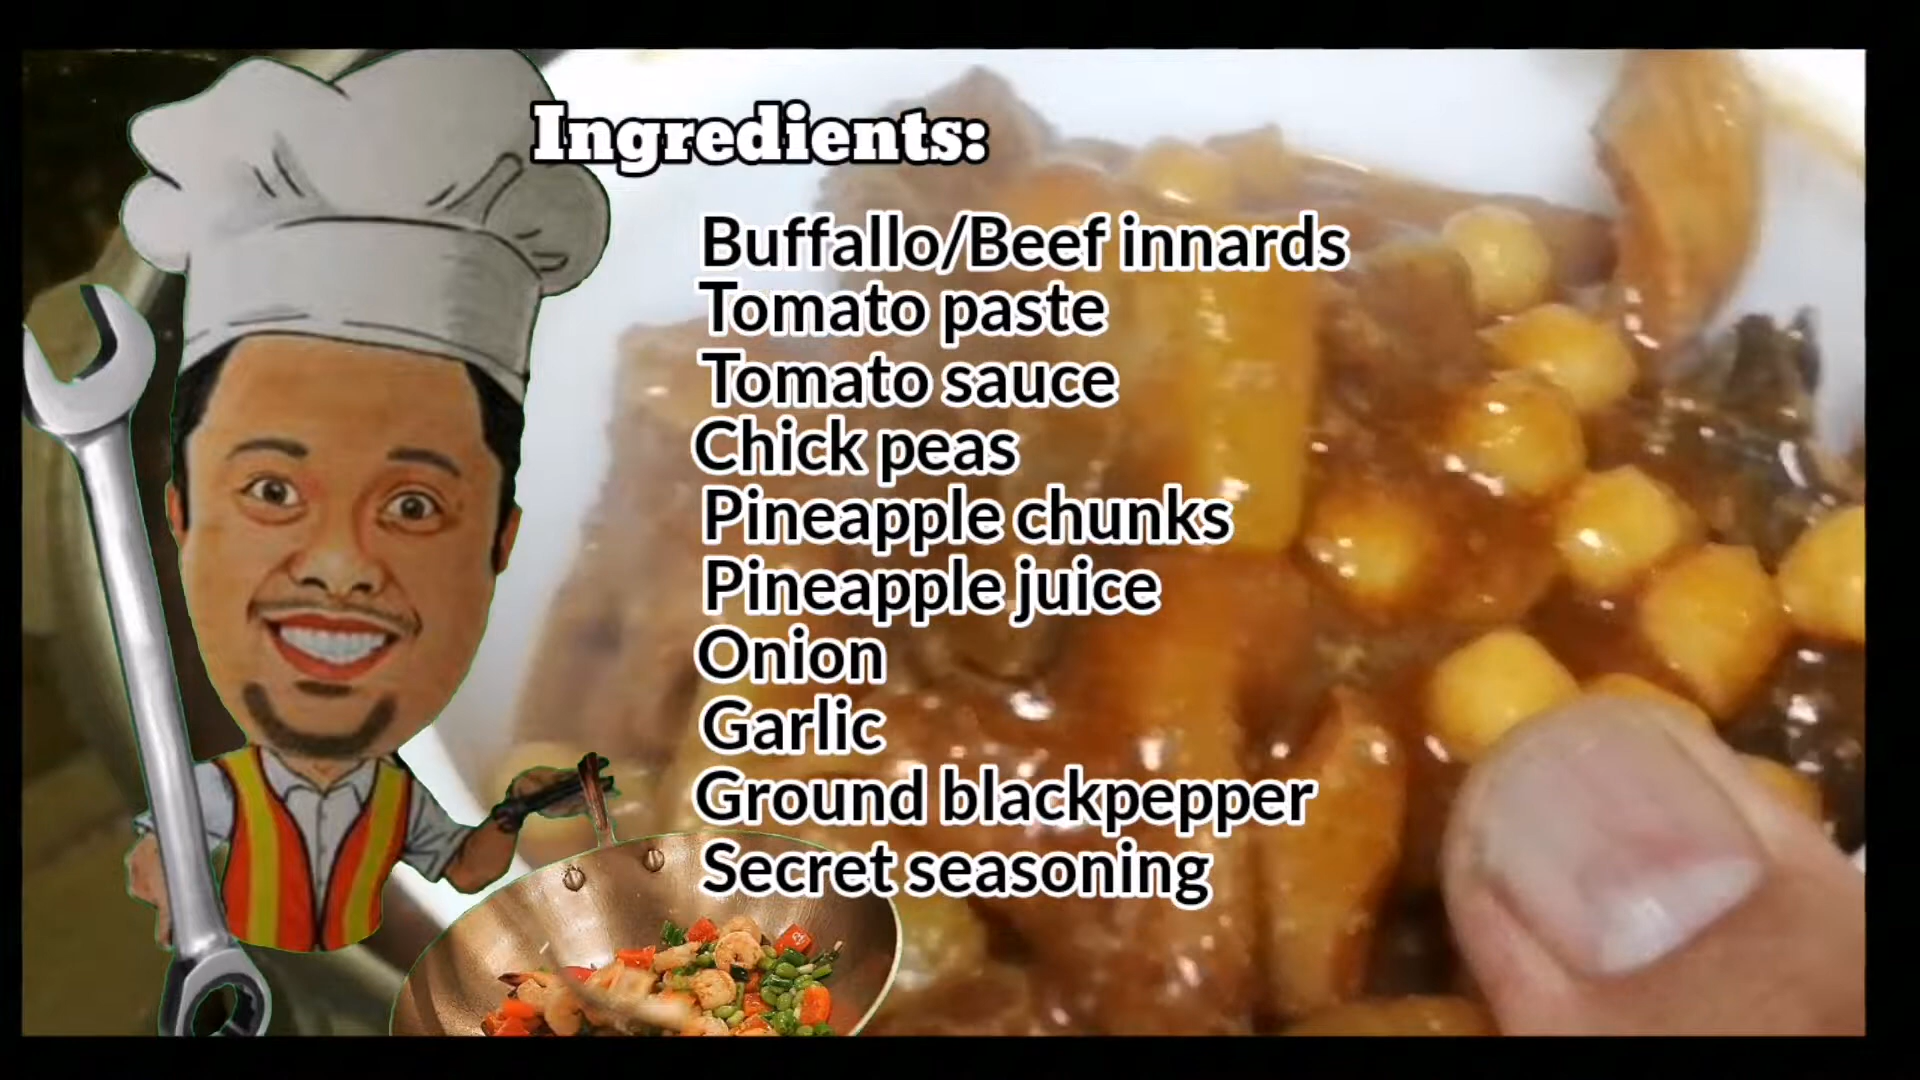 Ingredients:
Buffallo/Beef innards
Tomato paste
Tomato sauce
Chick peas
Pineapple chunks
Pineapple juice
Onion
Garlic
Ground blackpepper
Secret seasoning